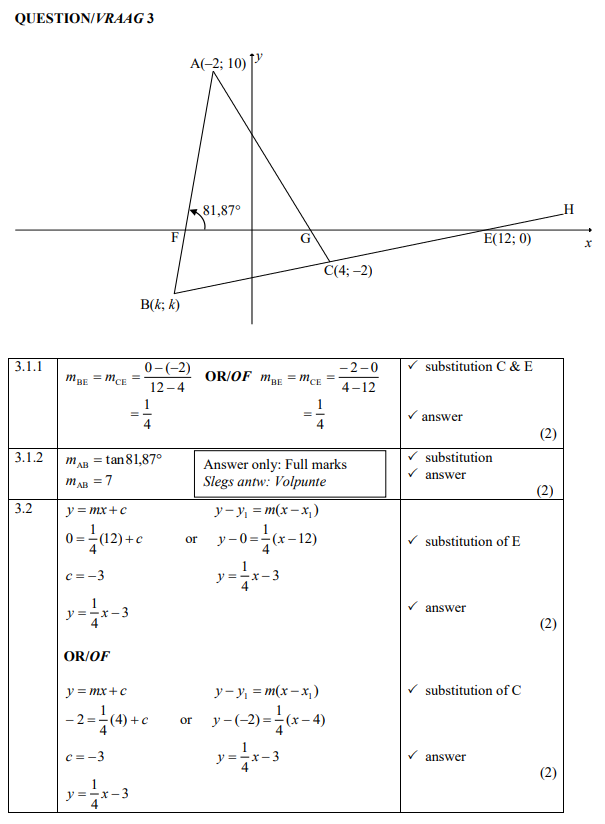 QUESTION/VRAAG 3
A(–2; 10)
y
81,87°
H
F
G
E(12; 0)
x
C(4; –2)
B(k; k)
3.1.1
m_BE = m_CE = (0 – (–2))/(12 – 4) OR/OF m_BE = m_CE = (–2 – 0)/(4 – 12)
✓ substitution C & E
= 1/4 = 1/4
✓ answer
(2)
3.1.2
m_AB = tan 81,87°
m_AB = 7
Answer only: Full marks
Slegs antw: Volpunte
✓ substitution
✓ answer
(2)
3.2
y = mx + c y – y₁ = m(x – x₁)
0 = 1/4(12) + c or y – 0 = 1/4(x – 12)
✓ substitution of E
c = –3 y = 1/4x – 3
y = 1/4x – 3
✓ answer
(2)
OR/OF
y = mx + c y – y₁ = m(x – x₁)
✓ substitution of C
– 2 = 1/4(4) + c or y – (–2) = 1/4(x – 4)
c = –3 y = 1/4x – 3
✓ answer
(2)
y = 1/4x – 3